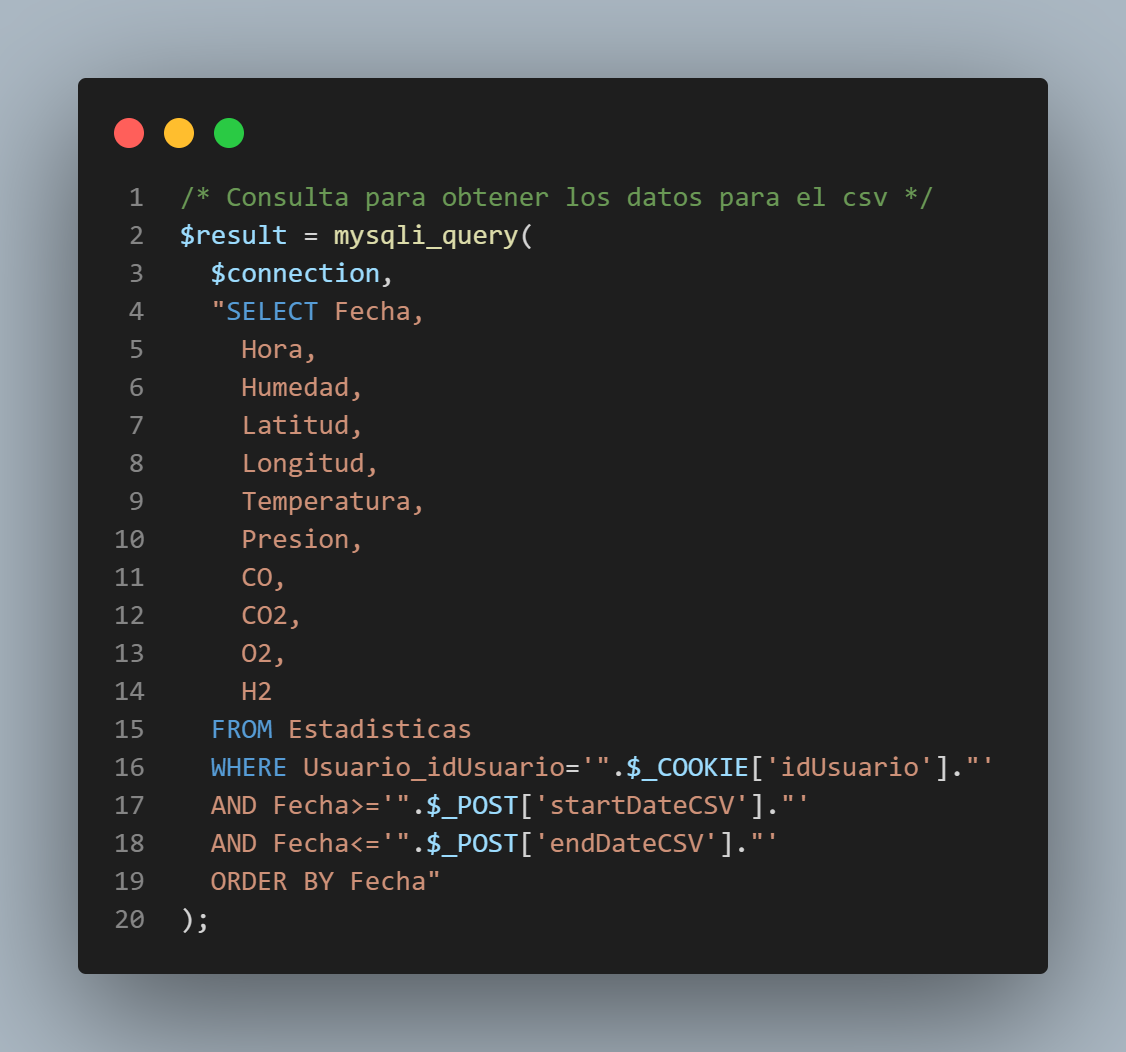 1 /* Consulta para obtener los datos para el csv */
2 $result = mysqli_query(
3   $connection,
4   "SELECT Fecha,
5     Hora,
6     Humedad,
7     Latitud,
8     Longitud,
9     Temperatura,
10     Presion,
11     CO,
12     CO2,
13     O2,
14     H2
15   FROM Estadisticas
16   WHERE Usuario_idUsuario='".$_COOKIE['idUsuario']."'
17   AND Fecha>='".$_POST['startDateCSV']."'
18   AND Fecha<='".$_POST['endDateCSV']."'
19   ORDER BY Fecha"
20 );